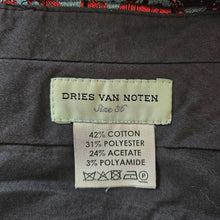 DRIES VAN NOTEN
Size 36
42% COTTON
31% POLYESTER
24% ACETATE
3% POLYAMIDE